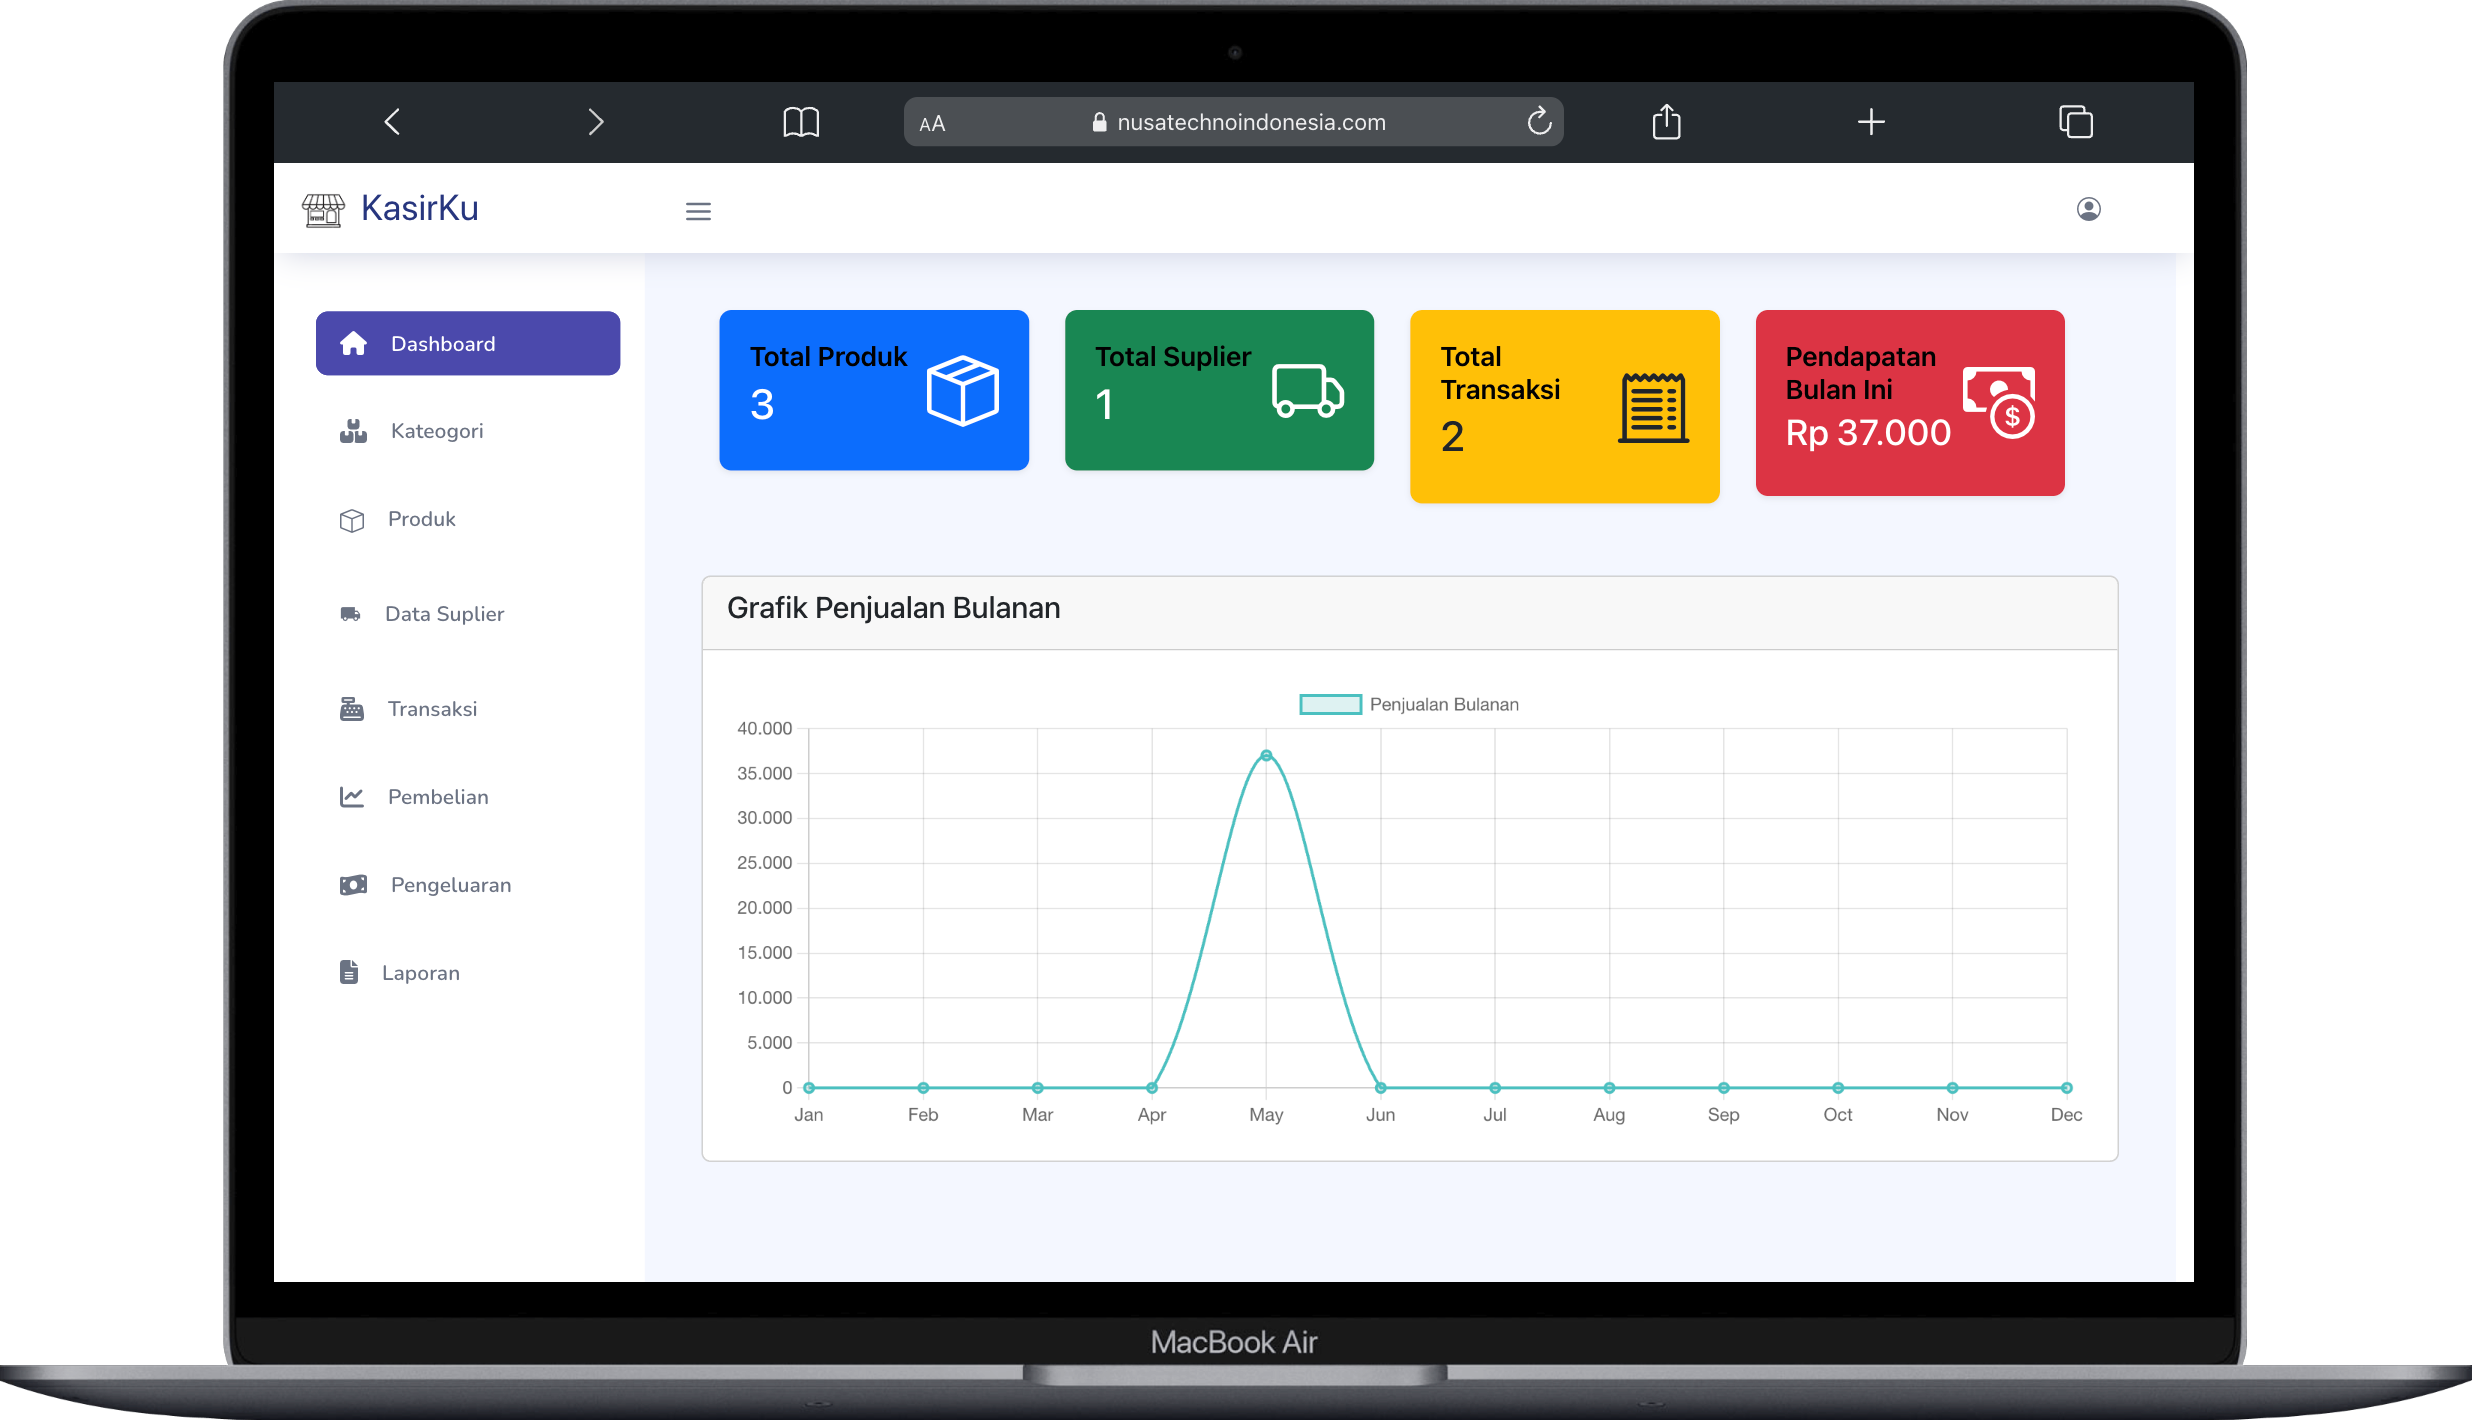 AA
nusatechnoindonesia.com
KasirKu
Dashboard
Kateogori
Produk
Data Suplier
Transaksi
Pembelian
Pengeluaran
Laporan
Total Produk
3
Total Suplier
1
Total
Transaksi
2
Pendapatan
Bulan Ini
Rp 37.000
$
Grafik Penjualan Bulanan
Penjualan Bulanan
40.000
35.000
30.000
25.000
20.000
15.000
10.000
5.000
0
Jan Feb Mar Apr May Jun Jul Aug Sep Oct Nov Dec
MacBook Air